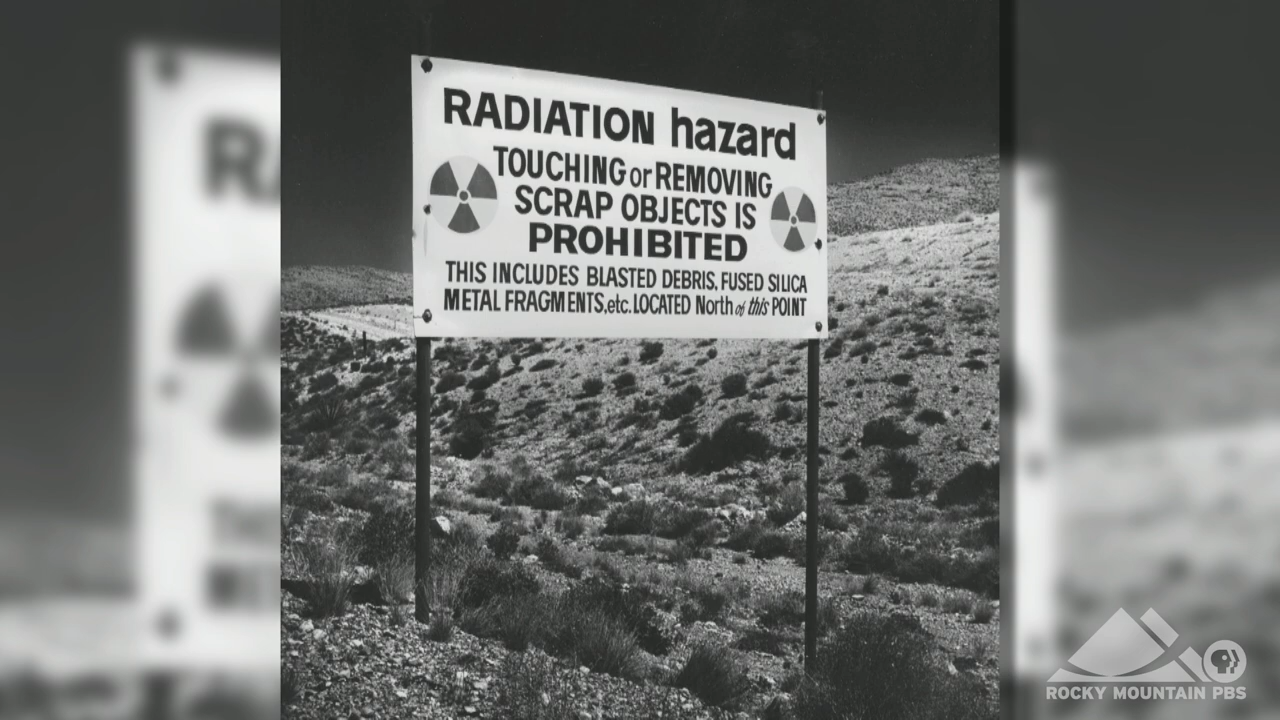 RADIATION hazard
TOUCHING or REMOVING
SCRAP OBJECTS IS
PROHIBITED
THIS INCLUDES BLASTED DEBRIS, FUSED SILICA
METAL FRAGMENTS, etc. LOCATED North of this POINT
ROCKY MOUNTAIN PBS